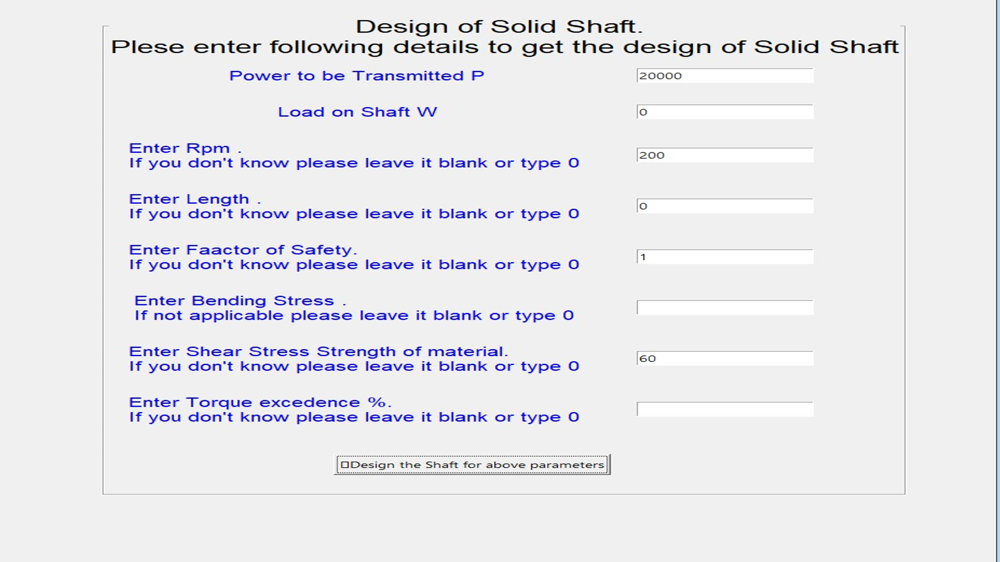 Design of Solid Shaft.
Plese enter following details to get the design of Solid Shaft
Power to be Transmitted P
20000
Load on Shaft W
0
Enter Rpm .
If you don't know please leave it blank or type 0
200
Enter Length .
If you don't know please leave it blank or type 0
0
Enter Faactor of Safety.
If you don't know please leave it blank or type 0
1
Enter Bending Stress .
If not applicable please leave it blank or type 0
Enter Shear Stress Strength of material.
If you don't know please leave it blank or type 0
60
Enter Torque excedence %.
If you don't know please leave it blank or type 0
Design the Shaft for above parameters